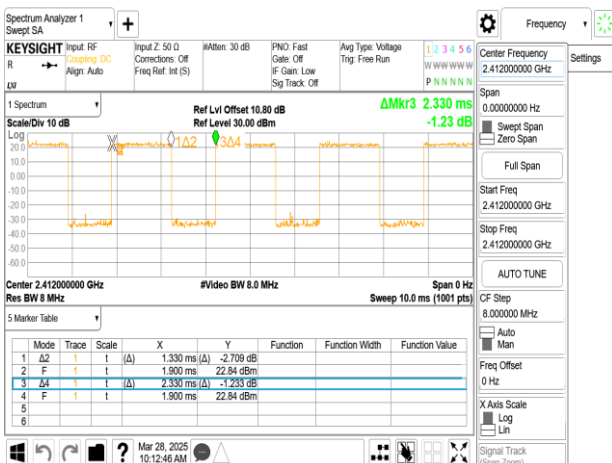 Spectrum Analyzer 1
Swept SA
Frequency
KEYSIGHT
Input: RF
Coupling: DC
Align: Auto
Input Z: 50 Ω
Corrections: Off
Freq Ref: Int (S)
#Atten: 30 dB
PNO: Fast
Gate: Off
IF Gain: Low
Sig Track: Off
Avg Type: Voltage
Trig: Free Run
1 2 3 4 5 6
W W W W W W
P N N N N N
R
LXI
Center Frequency
2.412000000 GHz
Settings
Span
0.00000000 Hz
Swept Span
Zero Span
Full Span
Start Freq
2.412000000 GHz
Stop Freq
2.412000000 GHz
AUTO TUNE
CF Step
8.000000 MHz
Auto
Man
Freq Offset
0 Hz
X Axis Scale
Log
Lin
Signal Track
(Span Zoom)
1 Spectrum
Scale/Div 10 dB
Ref Lvl Offset 10.80 dB
Ref Level 30.00 dBm
ΔMkr3 2.330 ms
-1.23 dB
Log
20.0
10.0
0.00
-10.0
-20.0
-30.0
-40.0
-50.0
-60.0
1Δ2
3Δ4
Center 2.412000000 GHz
Res BW 8 MHz
#Video BW 8.0 MHz
Span 0 Hz
Sweep 10.0 ms (1001 pts)
5 Marker Table
Mode Trace Scale X Y Function Function Width Function Value
1 Δ2 1 t (Δ) 1.330 ms (Δ) -2.709 dB
2 F 1 t 1.900 ms 22.84 dBm
3 Δ4 1 t (Δ) 2.330 ms (Δ) -1.233 dB
4 F 1 t 1.900 ms 22.84 dBm
5
6
?
Mar 28, 2025
10:12:46 AM